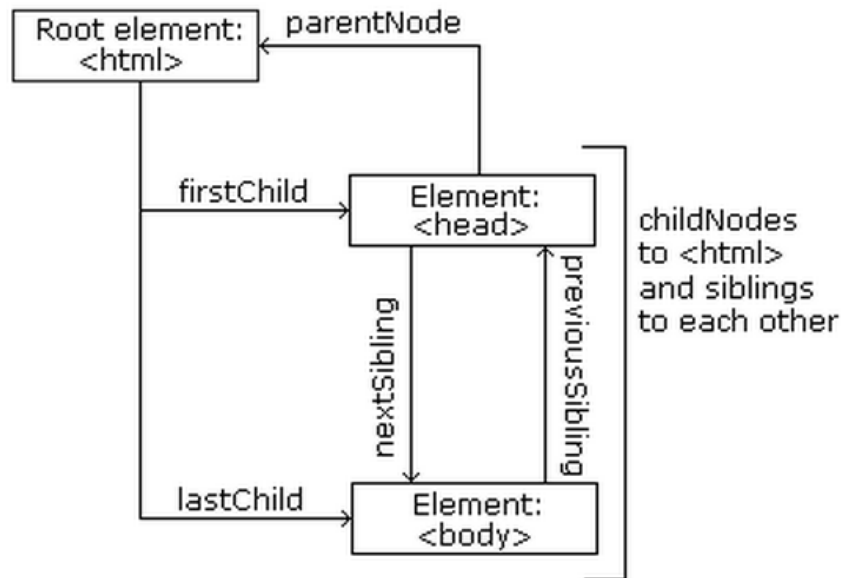 Root element:
<html>
parentNode
firstChild
Element:
<head>
childNodes
to <html>
and siblings
to each other
nextSibling
previousSibling
lastChild
Element:
<body>